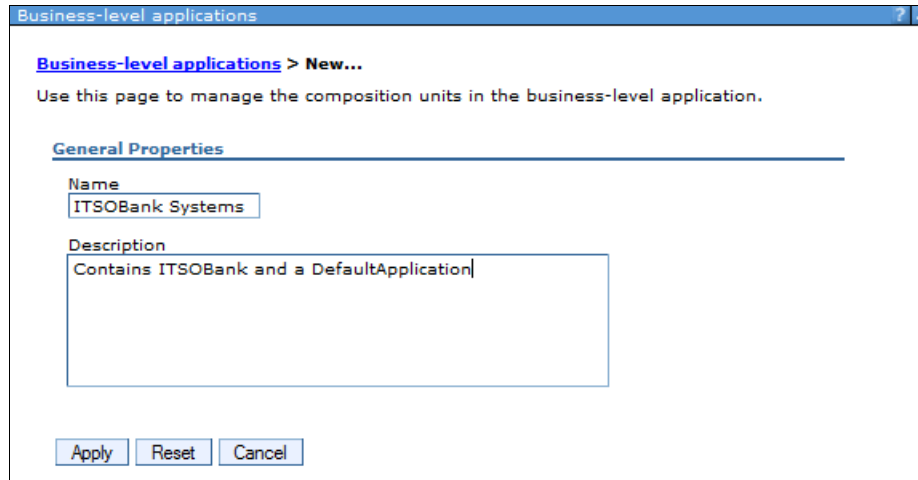 Business-level applications ?
Business-level applications > New...
Use this page to manage the composition units in the business-level application.
General Properties
Name
ITSOBank Systems
Description
Contains ITSOBank and a DefaultApplication
Apply Reset Cancel